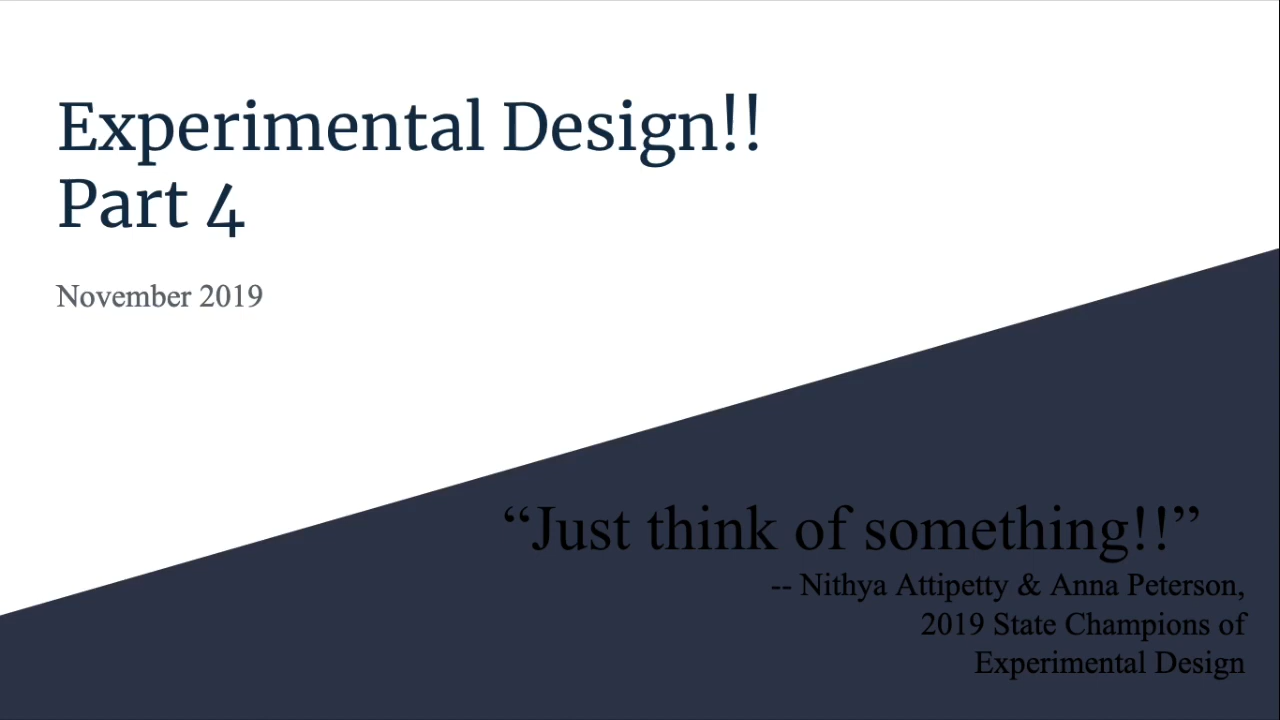 Experimental Design!!
Part 4
November 2019
“Just think of something!!”
-- Nithya Attipetty & Anna Peterson,
2019 State Champions of
Experimental Design